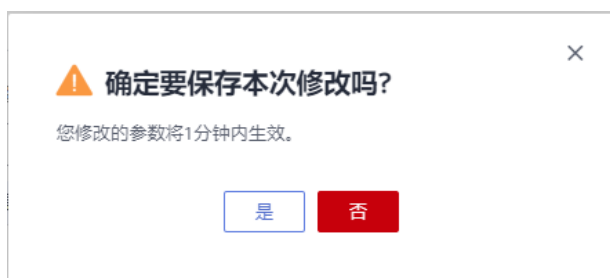 确定要保存本次修改吗?
您修改的参数将1分钟内生效。
是
否